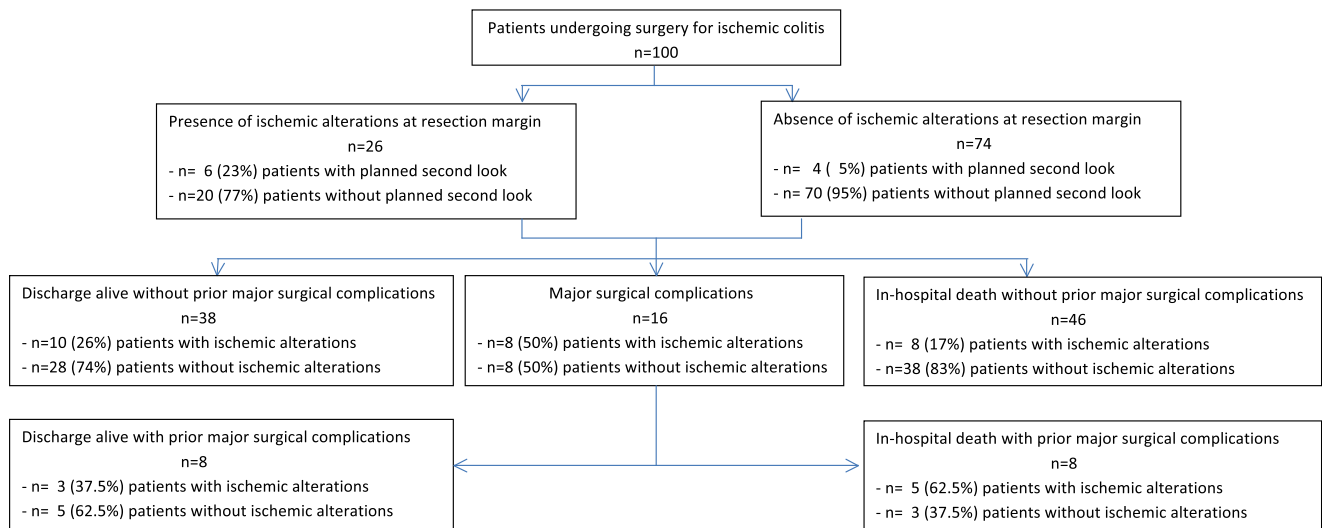 Patients undergoing surgery for ischemic colitis
n=100
Presence of ischemic alterations at resection margin
n=26
- n= 6 (23%) patients with planned second look
- n=20 (77%) patients without planned second look
Absence of ischemic alterations at resection margin
n=74
- n= 4 ( 5%) patients with planned second look
- n= 70 (95%) patients without planned second look
Discharge alive without prior major surgical complications
n=38
- n=10 (26%) patients with ischemic alterations
- n=28 (74%) patients without ischemic alterations
Major surgical complications
n=16
- n=8 (50%) patients with ischemic alterations
- n=8 (50%) patients without ischemic alterations
In-hospital death without prior major surgical complications
n=46
- n= 8 (17%) patients with ischemic alterations
- n=38 (83%) patients without ischemic alterations
Discharge alive with prior major surgical complications
n=8
- n= 3 (37.5%) patients with ischemic alterations
- n= 5 (62.5%) patients without ischemic alterations
In-hospital death with prior major surgical complications
n=8
- n= 5 (62.5%) patients with ischemic alterations
- n= 3 (37.5%) patients without ischemic alterations